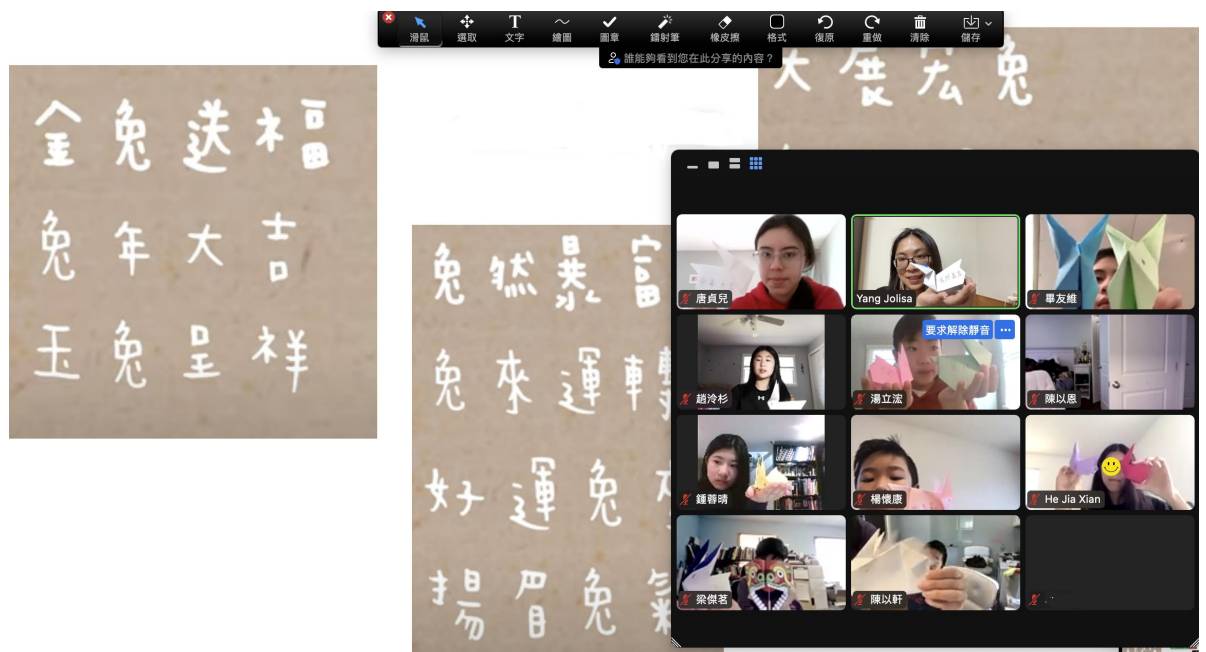 滑鼠 選取 文字 繪圖 圖章 鐳射筆 橡皮擦 格式 復原 重做 清除 儲存
誰能夠看到您在此分享的內容？
金兔送福
兔年大吉
玉兔呈祥
大展宏兔
兔然暴富
兔來運轉
好運兔
揚眉兔氣
唐貞兒
Yang Jolisa
畢友維
趙泠杉
要求解除靜音
湯立浤
陳以恩
鍾蕁晴
楊懷康
He Jia Xian
梁傑茗
陳以軒